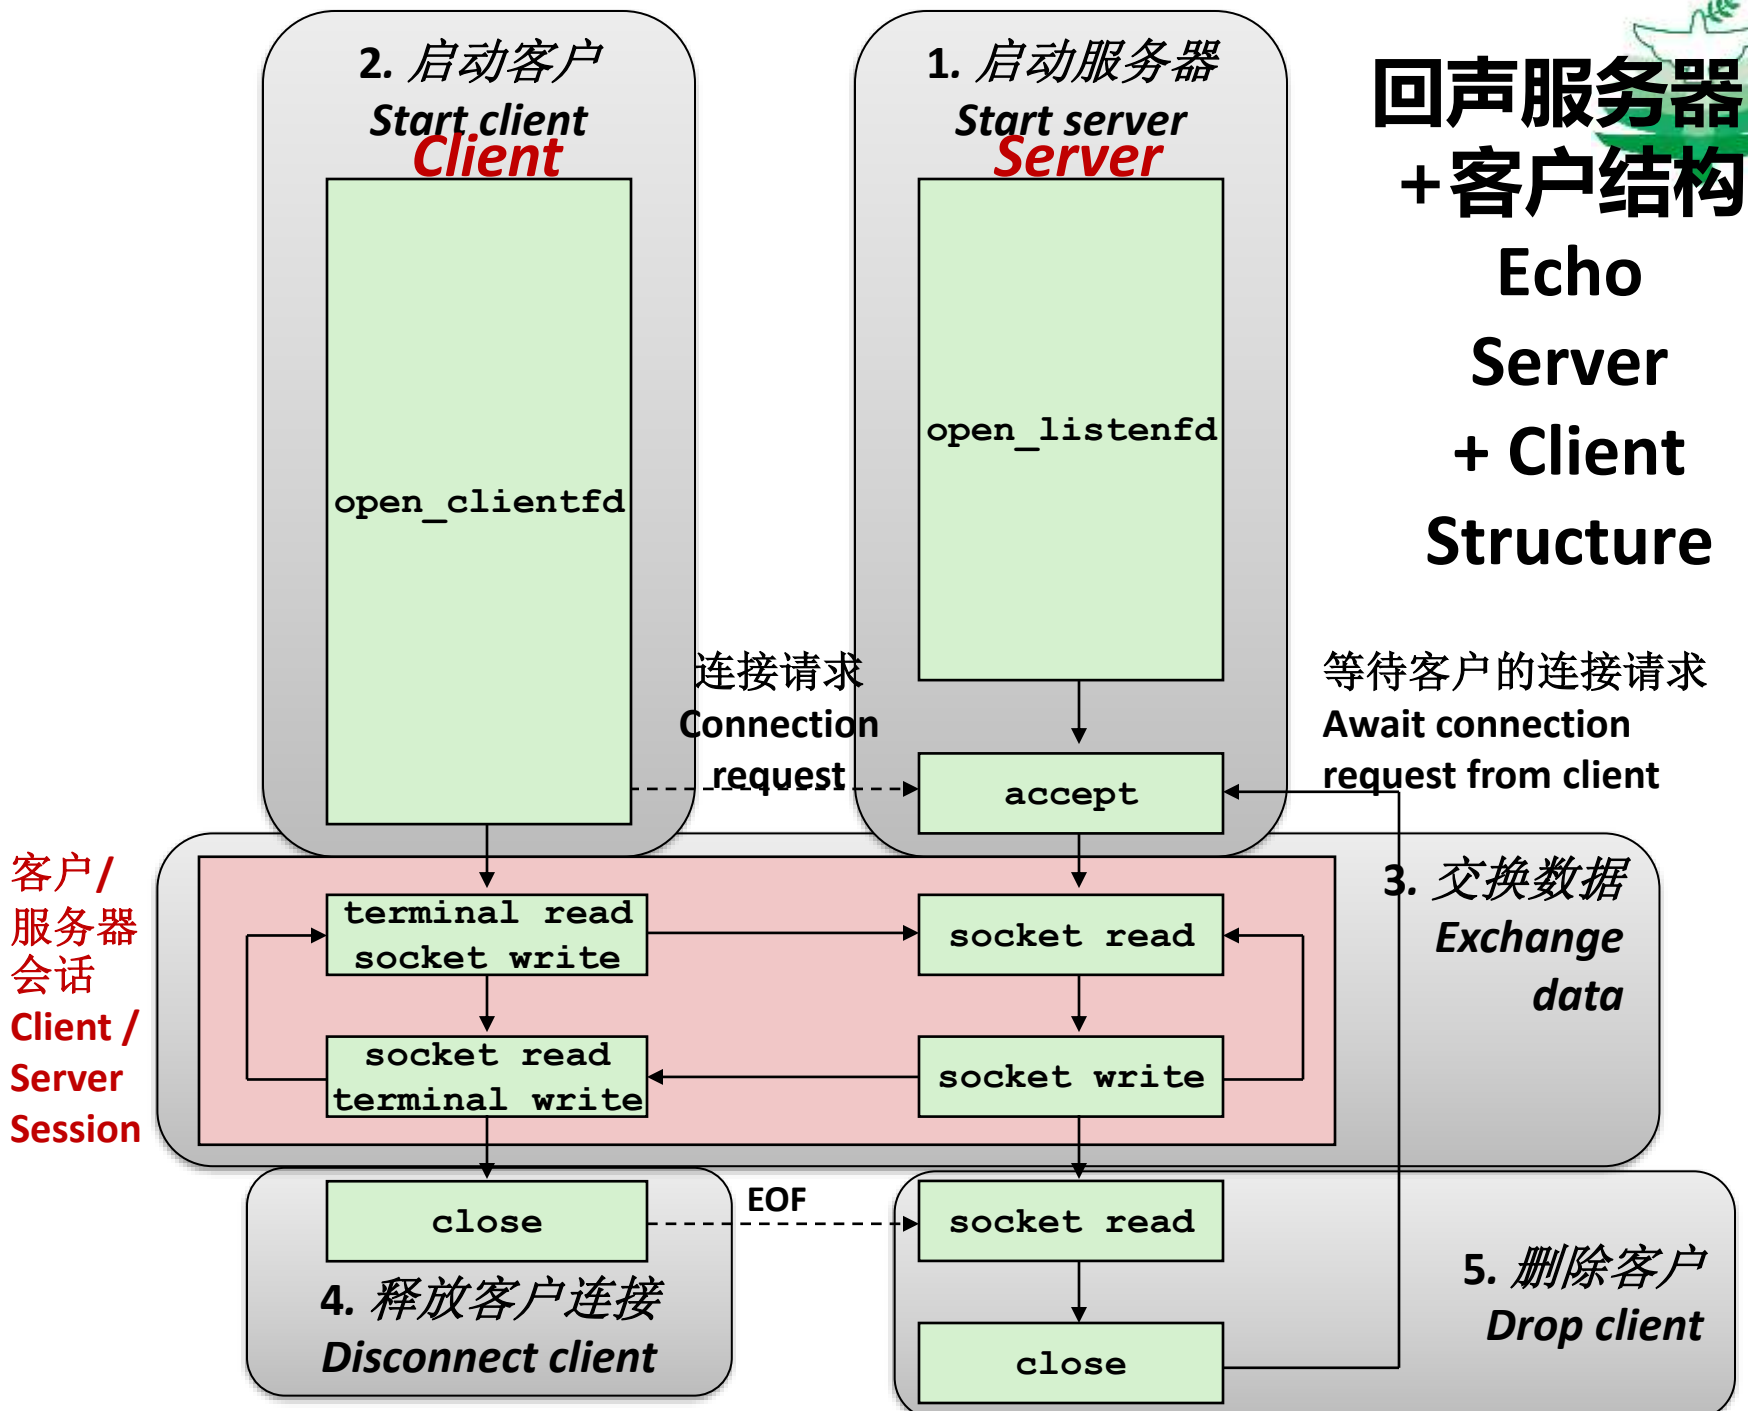 2. 启动客户
Start client
Client
1. 启动服务器
Start server
Server
回声服务器
+客户结构
Echo
Server
+ Client
Structure
open_clientfd
open_listenfd
连接请求
Connection
request
等待客户的连接请求
Await connection
request from client
accept
客户/
服务器
会话
Client /
Server
Session
3. 交换数据
Exchange
data
terminal read
socket write
socket read
socket read
terminal write
socket write
close
EOF
socket read
4. 释放客户连接
Disconnect client
5. 删除客户
Drop client
close